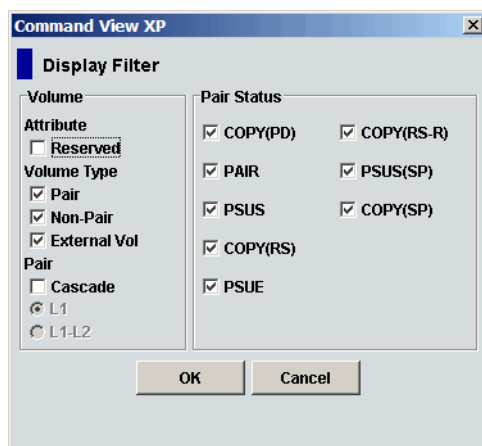 Command View XP
Display Filter
Volume
Attribute
Reserved
Volume Type
Pair
Non-Pair
External Vol
Pair
Cascade
L1
L1-L2
Pair Status
COPY(PD)
COPY(RS-R)
PAIR
PSUS(SP)
PSUS
COPY(SP)
COPY(RS)
PSUE
OK
Cancel